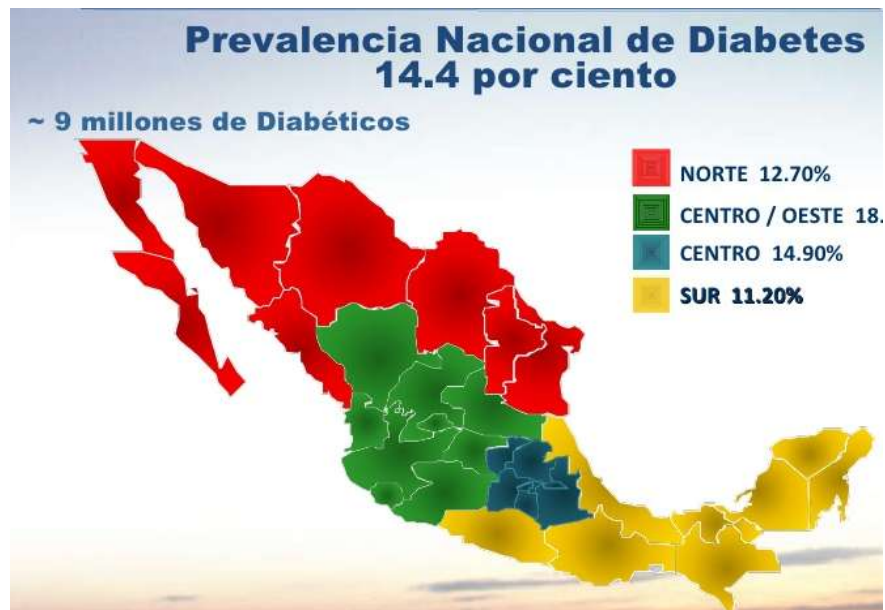 Prevalencia Nacional de Diabetes
14.4 por ciento
~ 9 millones de Diabéticos
NORTE 12.70%
CENTRO / OESTE 18.
CENTRO 14.90%
SUR 11.20%